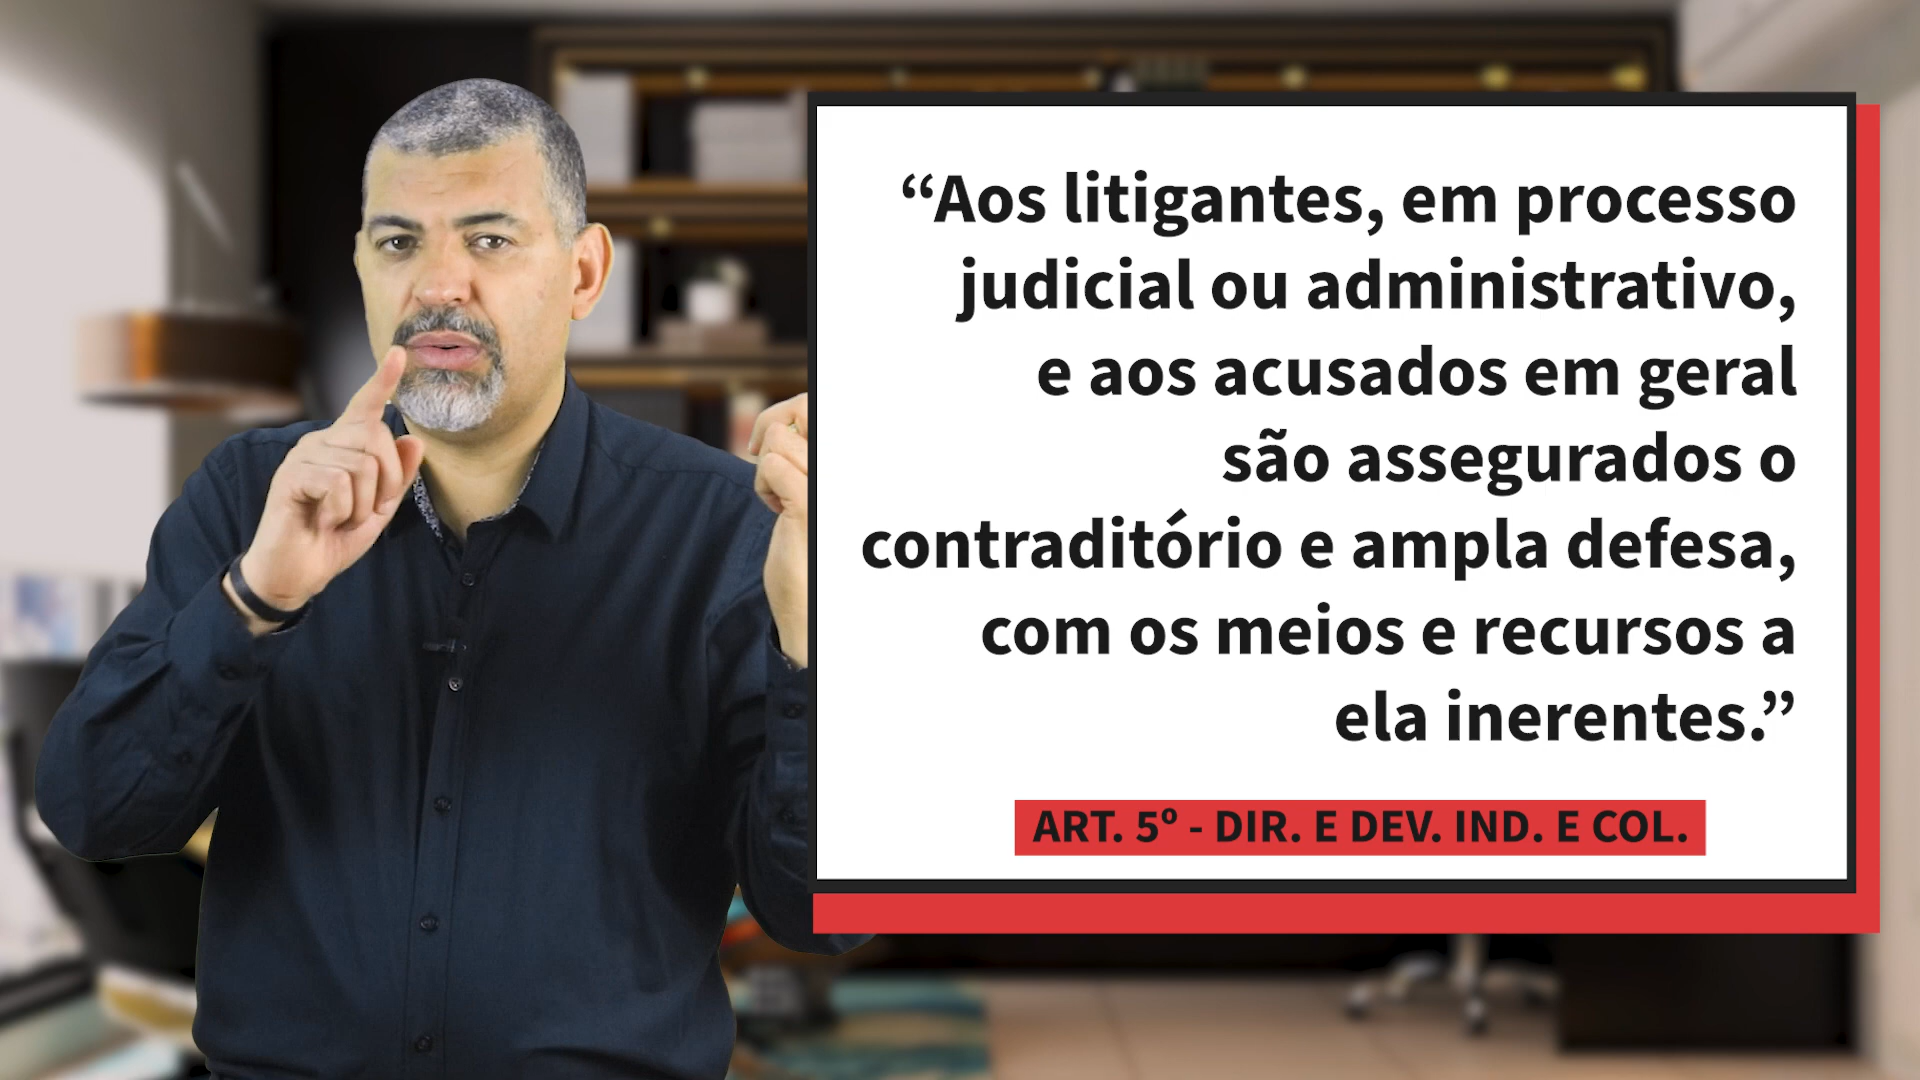 “Aos litigantes, em processo
judicial ou administrativo,
e aos acusados em geral
são assegurados o
contraditório e ampla defesa,
com os meios e recursos a
ela inerentes.”
ART. 5º - DIR. E DEV. IND. E COL.